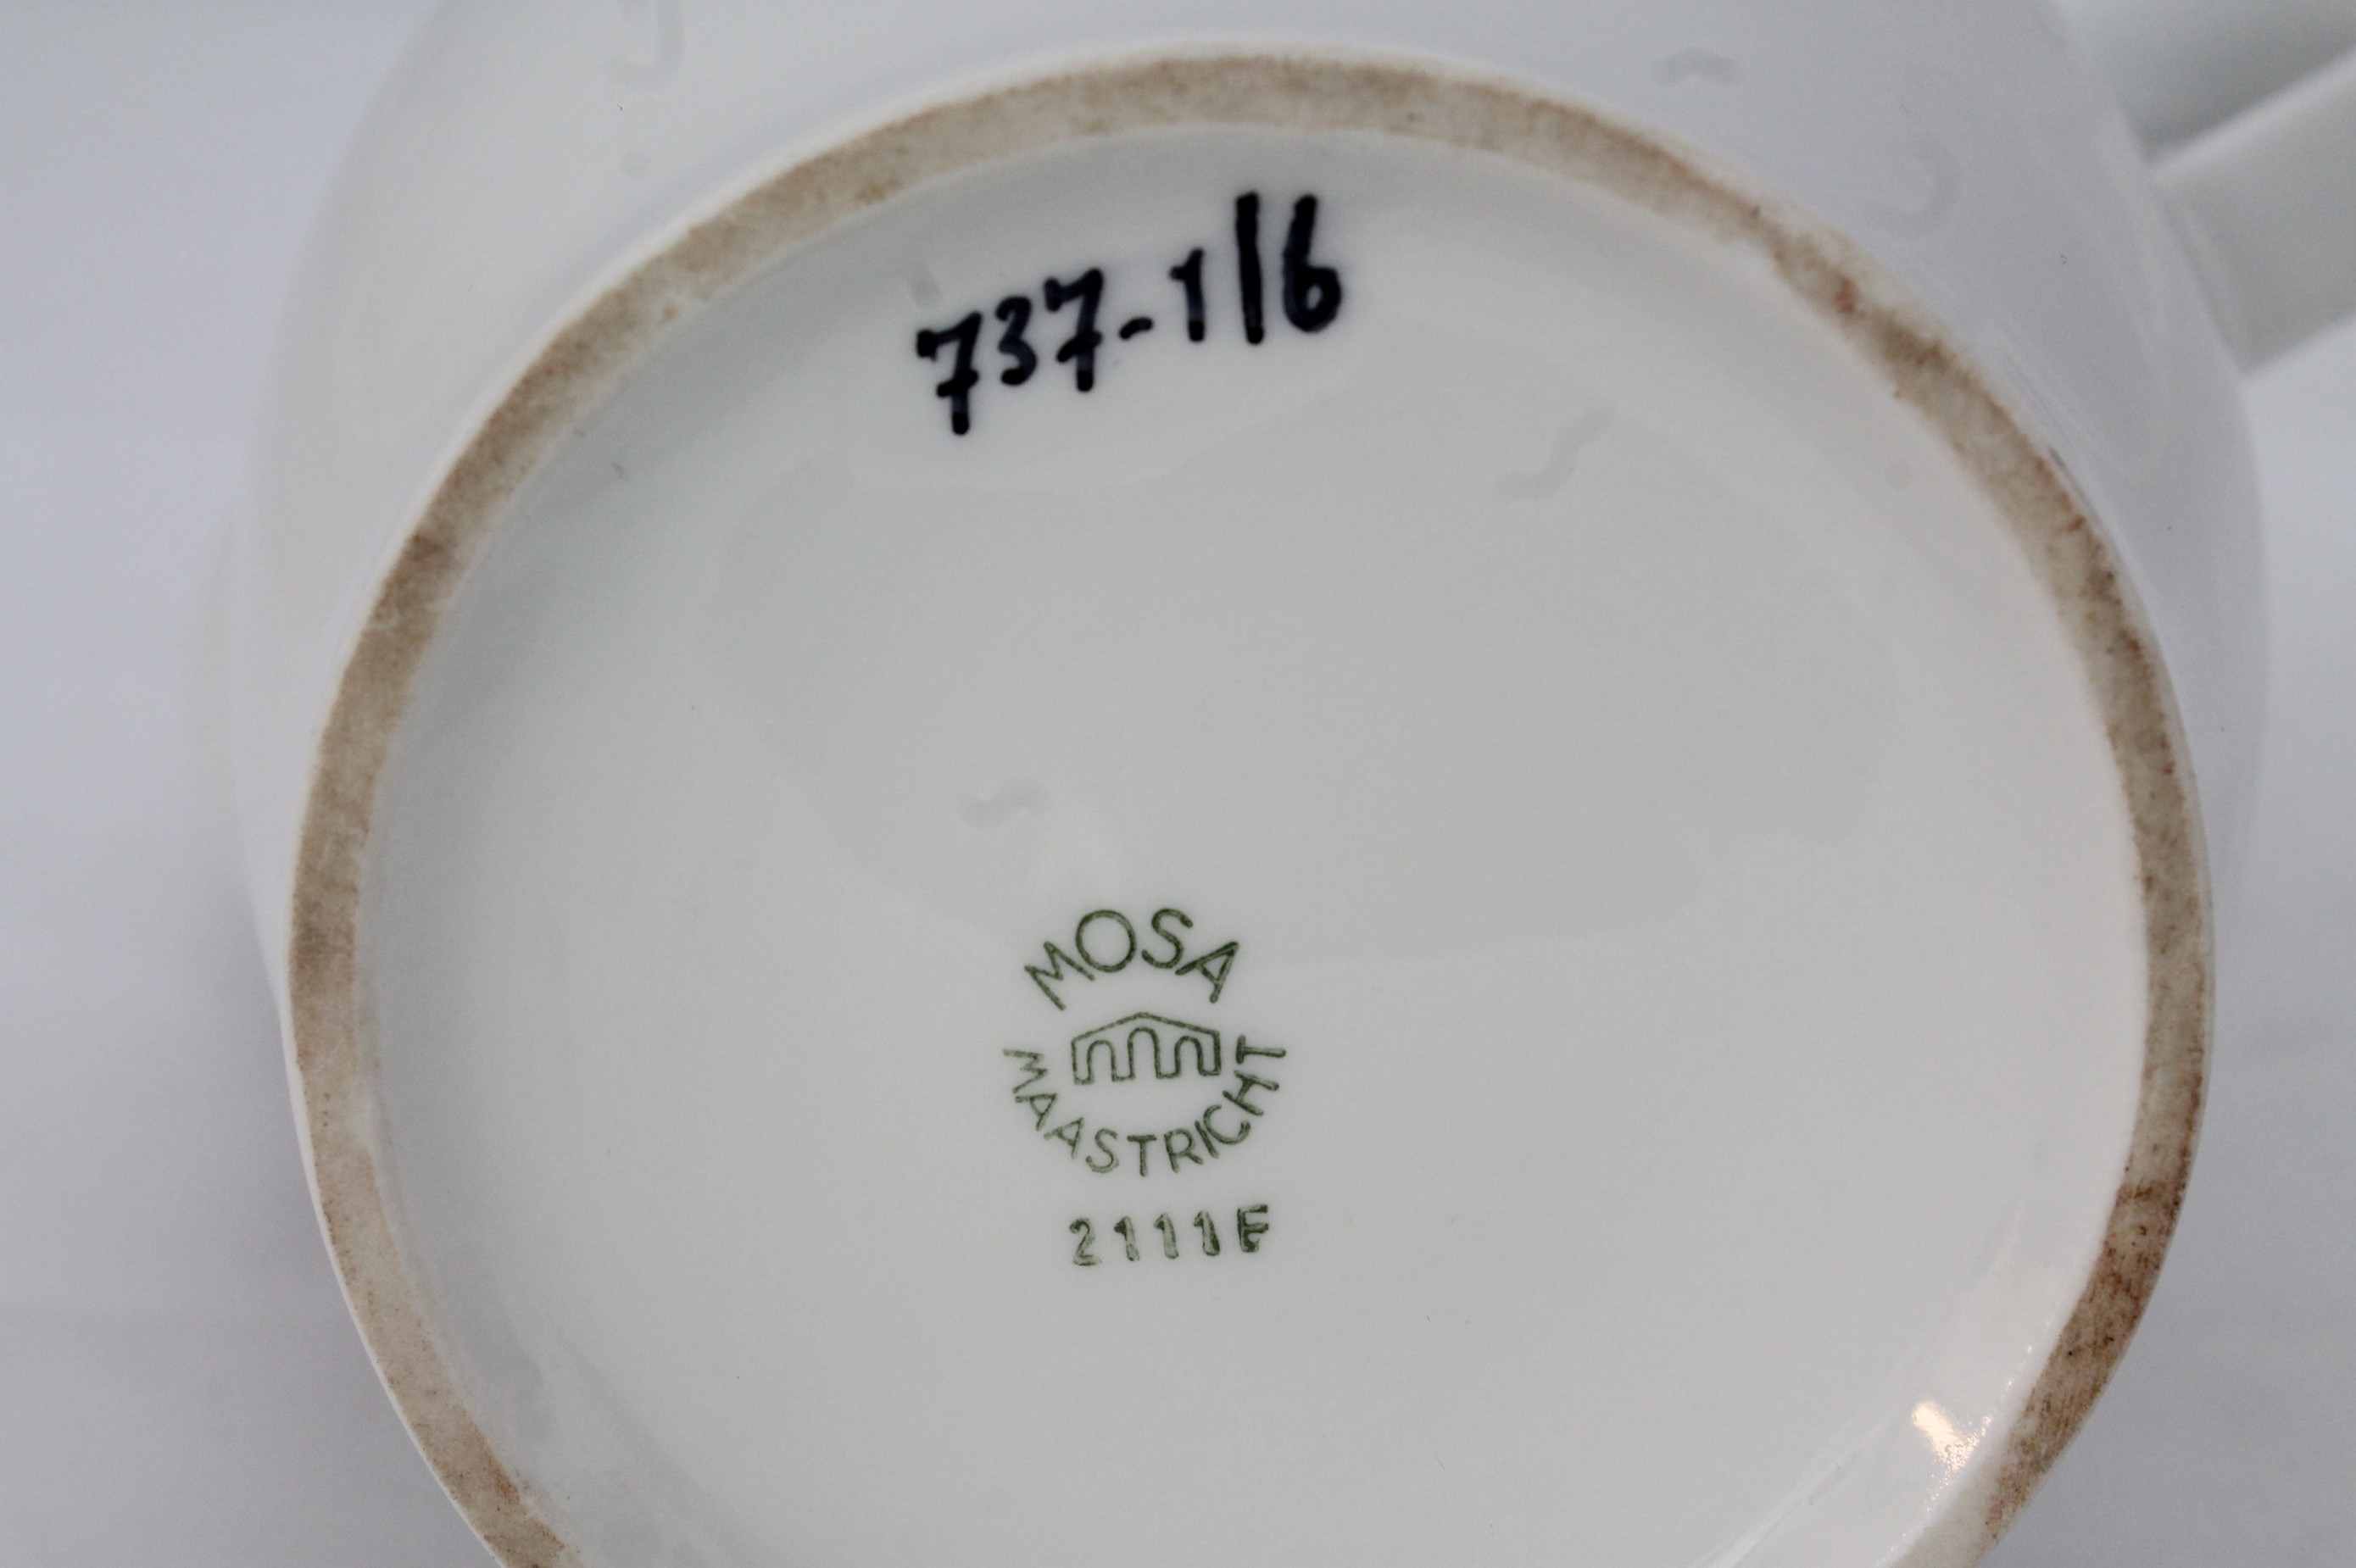 737-1/6
MOSA
MAASTRICHT
2111F